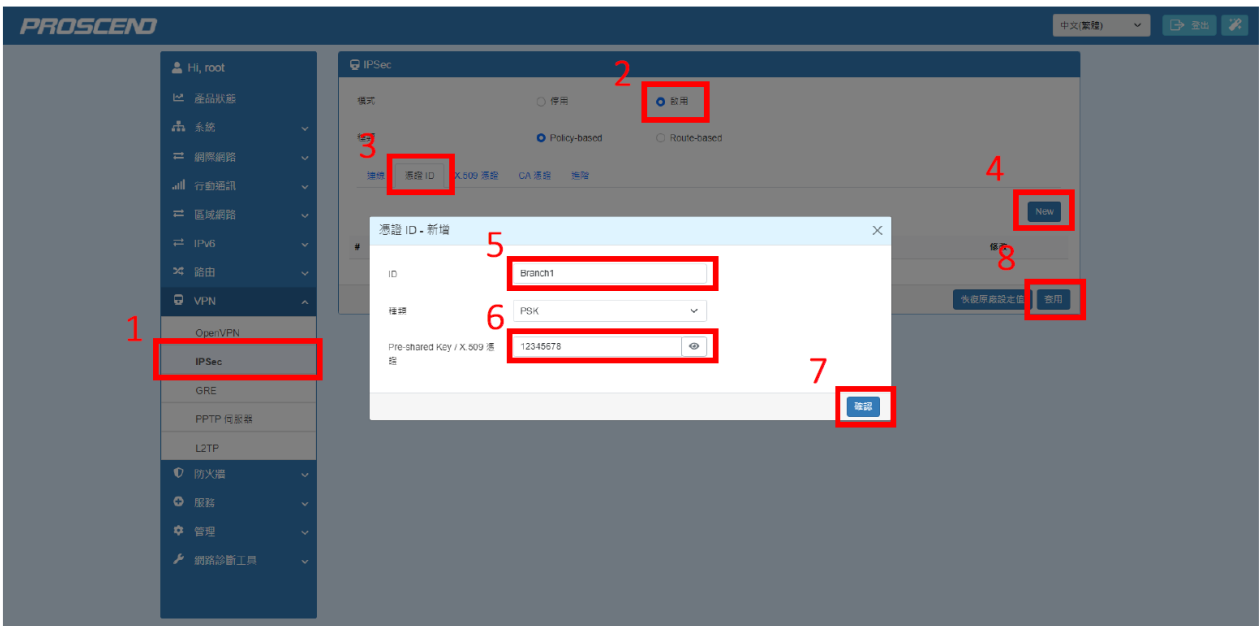 PROSCEND
中文(繁體)
登出
Hi, root
產品狀態
系統
網際網路
行動通訊
區域網路
IPv6
路由
VPN
1
OpenVPN
IPSec
GRE
PPTP 伺服器
L2TP
防火牆
服務
管理
網路診斷工具
IPSec
2
模式
停用
啟用
Policy-based
Route-based
3
連線
憑證 ID
X.509 憑證
CA 憑證
進階
4
New
#
修改
8
恢復原廠設定值
套用
憑證 ID - 新增
5
ID
Branch1
種類
6
PSK
Pre-shared Key / X.509 憑
證
12345678
7
確認